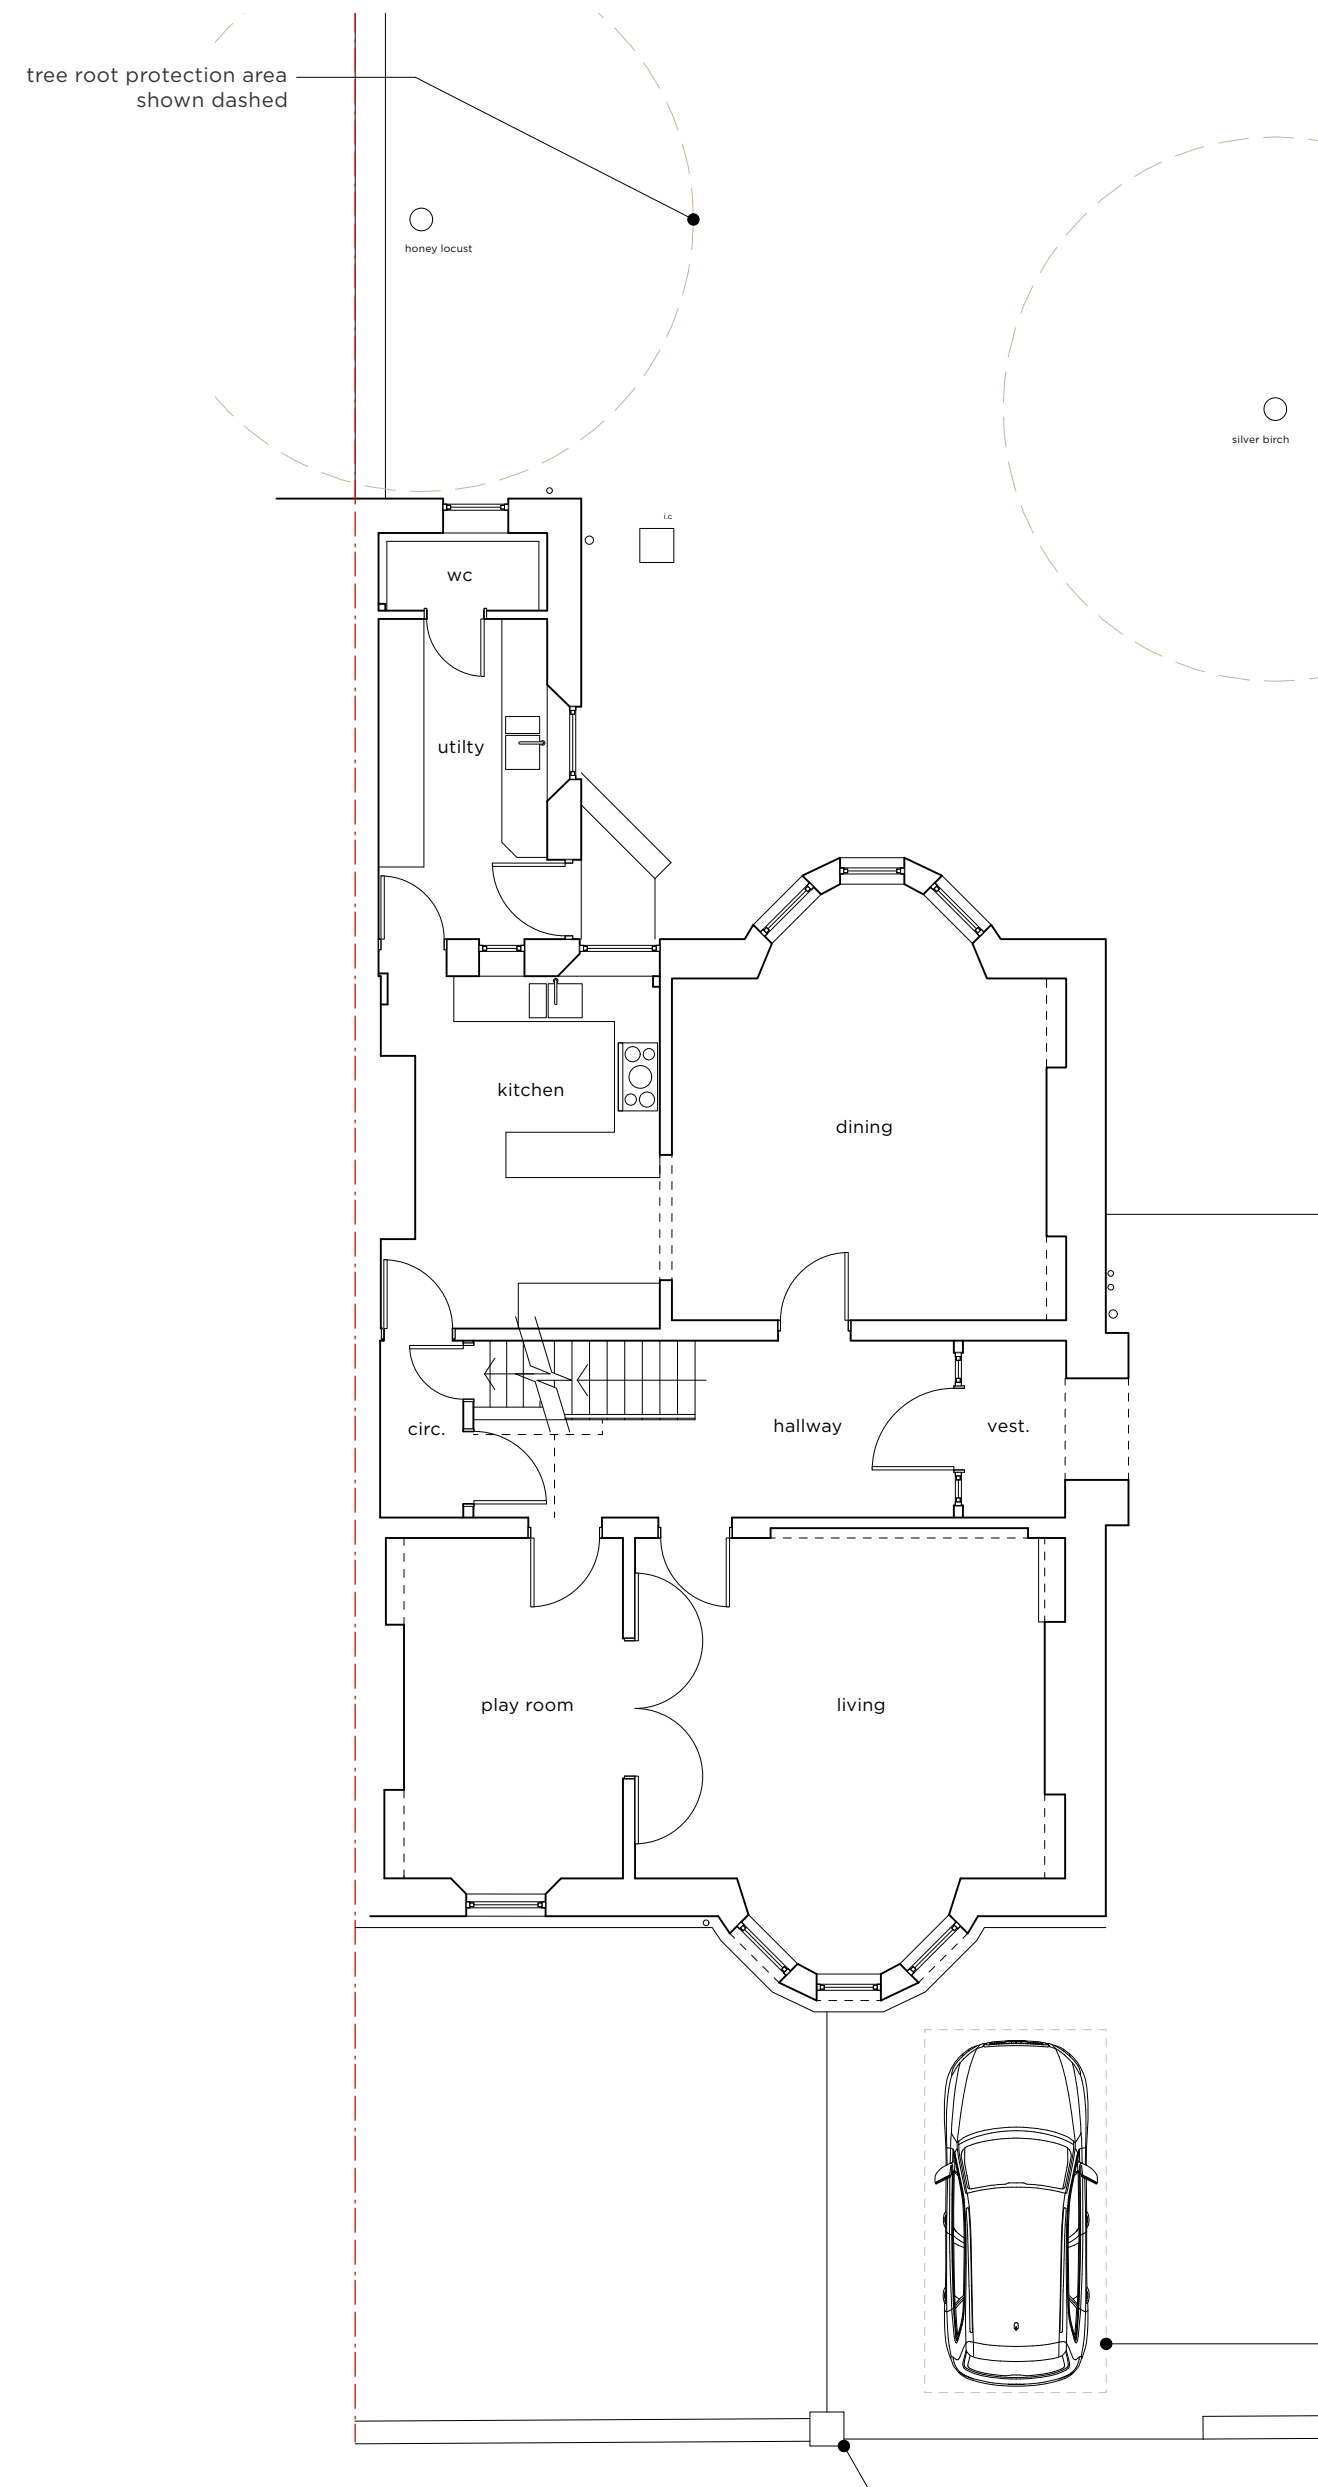 tree root protection area
shown dashed
honey locust
silver birch
i.c
wc
utilty
kitchen
dining
circ.
hallway
vest.
play room
living